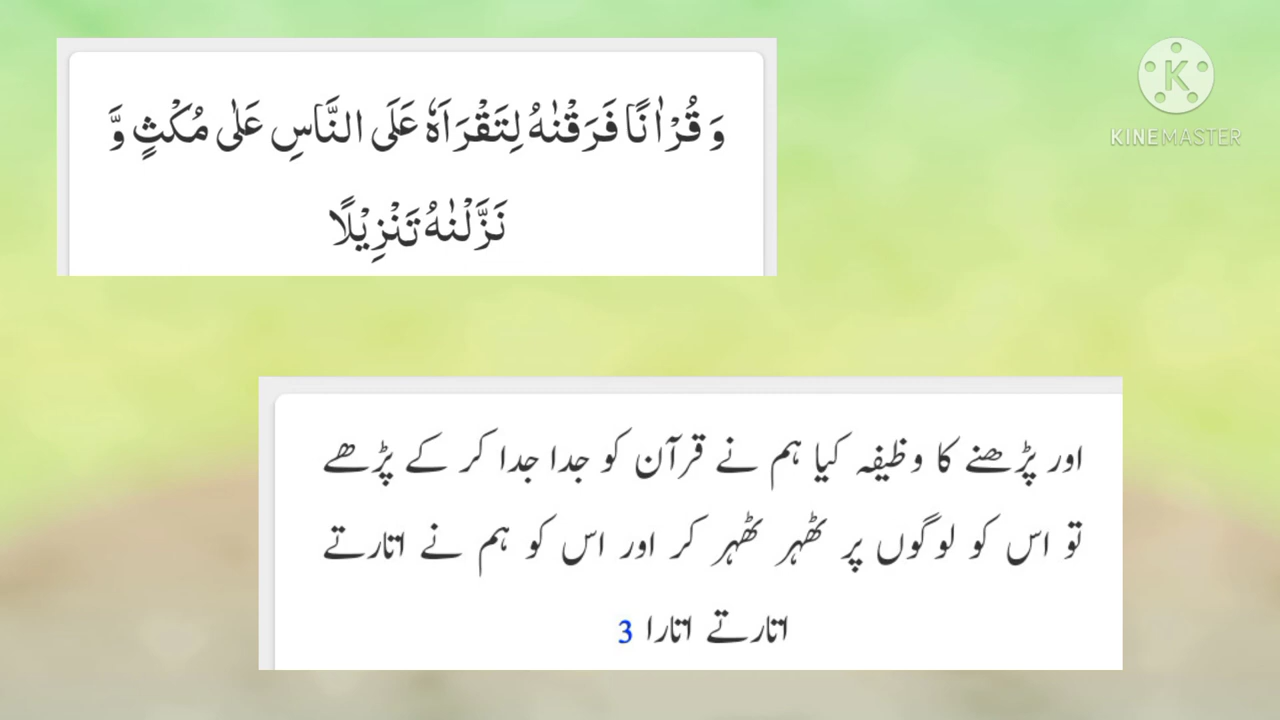 وَ قُرْاٰنًا فَرَقْنٰهُ لِتَقْرَاَهٗ عَلَى النَّاسِ عَلٰى مُكْثٍ وَّ
نَزَّلْنٰهُ تَنْزِیْلًا
K
KINEMASTER
اور پڑھنے کا وظیفہ کیا ہم نے قرآن کو جدا جدا کر کے پڑھے
تو اس کو لوگوں پر ٹھہر ٹھہر کر اور اس کو ہم نے اتارتے
اتارتے اتارا 3